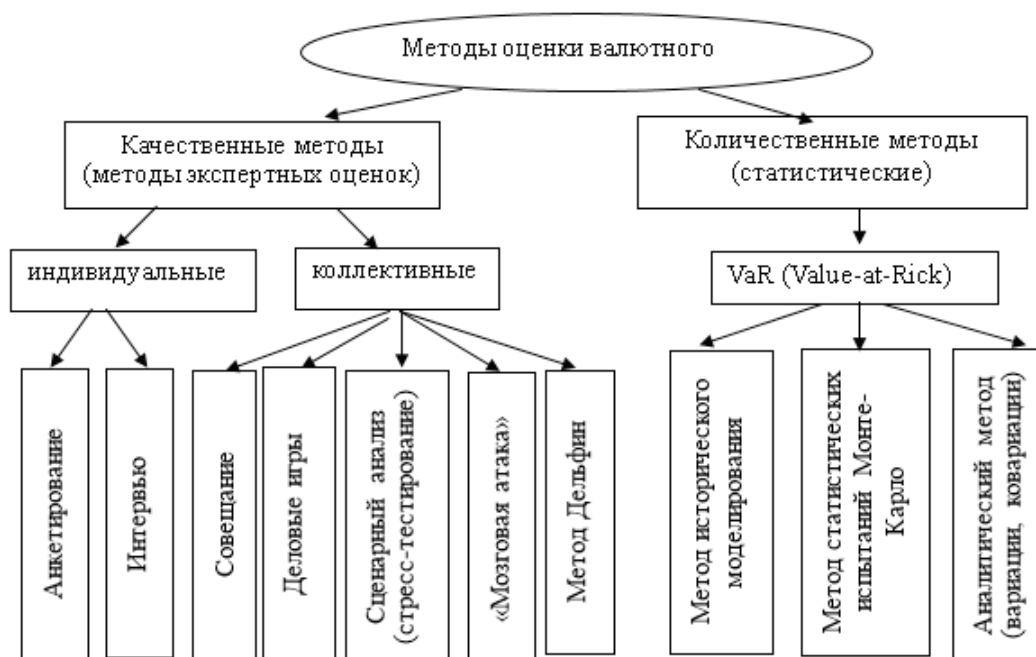 Методы оценки валютного
Качественные методы
(методы экспертных оценок)
Количественные методы
(статистические)
индивидуальные
коллективные
VaR (Value-at-Rick)
Анкетирование
Интервью
Совещание
Деловые игры
Сценарный анализ
(стресс-тестирование)
«Мозговая атака»
Метод Дельфин
Метод исторического
моделирования
Метод статистических
испытаний Монте-
Карло
Аналитический метод
(вариации, ковариации)